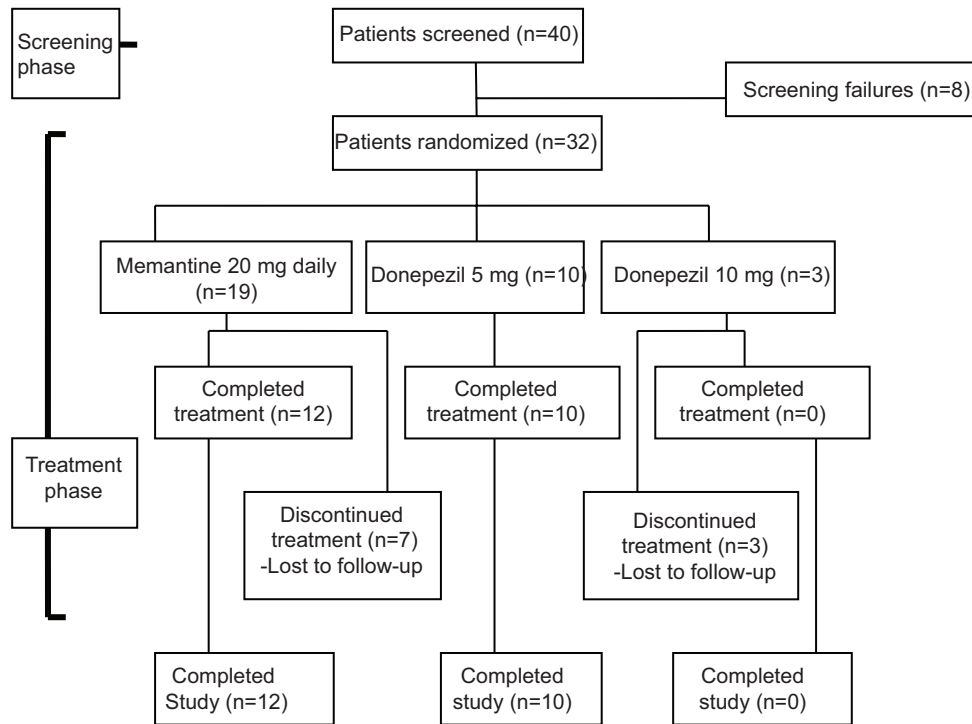 Screening
phase
Patients screened (n=40)
Screening failures (n=8)
Patients randomized (n=32)
Memantine 20 mg daily
(n=19)
Donepezil 5 mg (n=10)
Donepezil 10 mg (n=3)
Completed
treatment (n=12)
Completed
treatment (n=10)
Completed
treatment (n=0)
Treatment
phase
Discontinued
treatment (n=7)
-Lost to follow-up
Discontinued
treatment (n=3)
-Lost to follow-up
Completed
Study (n=12)
Completed
study (n=10)
Completed
study (n=0)